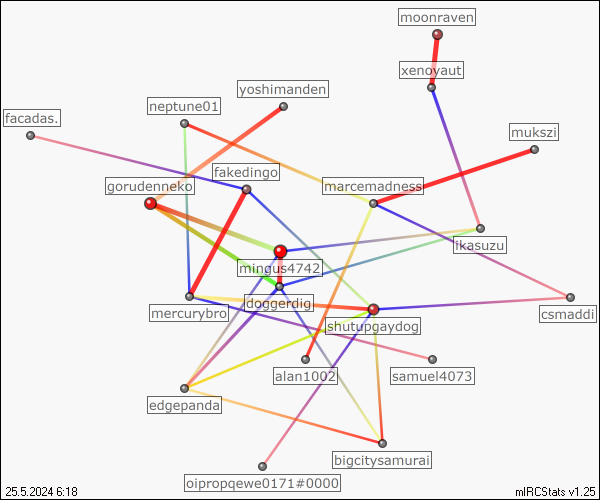 moonraven
xenoyaut
yoshimanden
neptune01
facadas.
mukszi
fakedingo
gorudenneko
marcemadness
ikasuzu
mingus4742
doggerdig
mercurybro
csmaddi
shutupgaydog
alan1002
samuel4073
edgepanda
bigcitysamurai
oipropqewe0171#0000
25.5.2024 6:18
mIRCStats v1.25